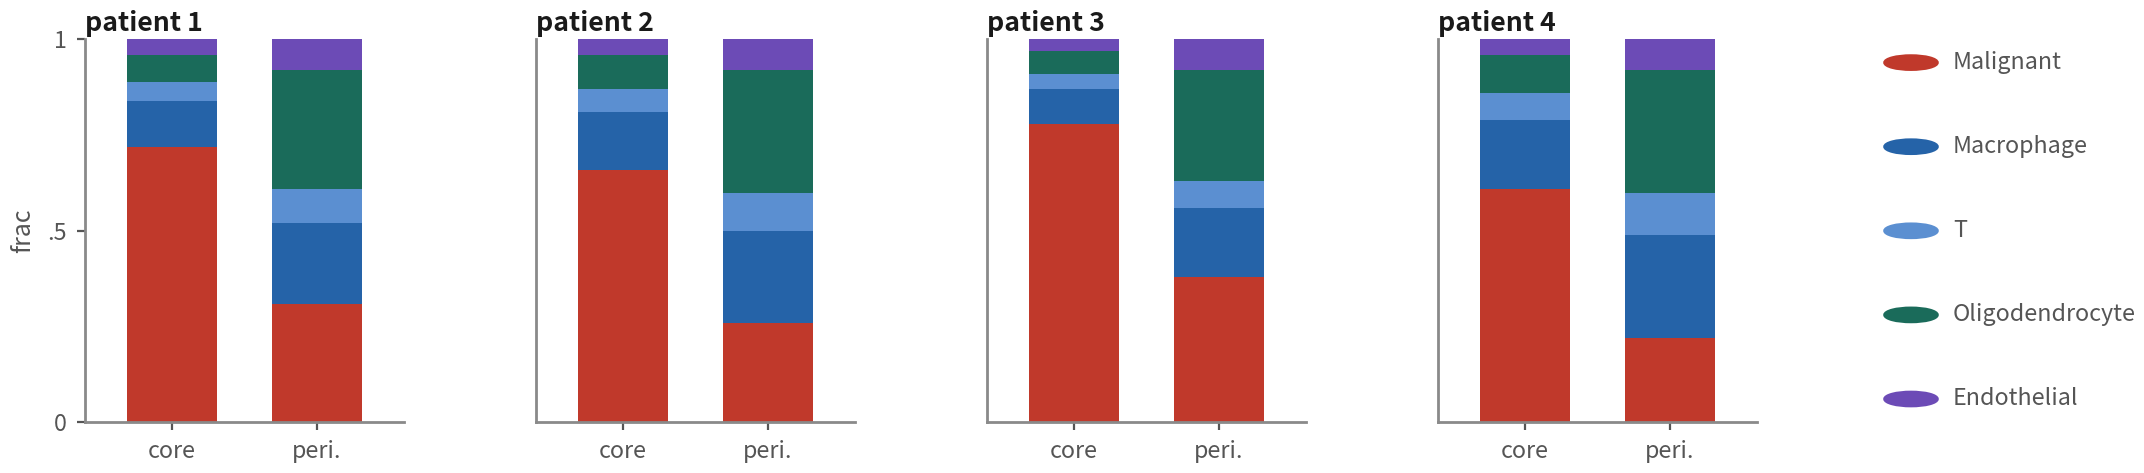 patient 1
patient 2
patient 3
patient 4
1
.5
0
frac
core
peri.
core
peri.
core
peri.
core
peri.
Malignant
Macrophage
T
Oligodendrocyte
Endothelial